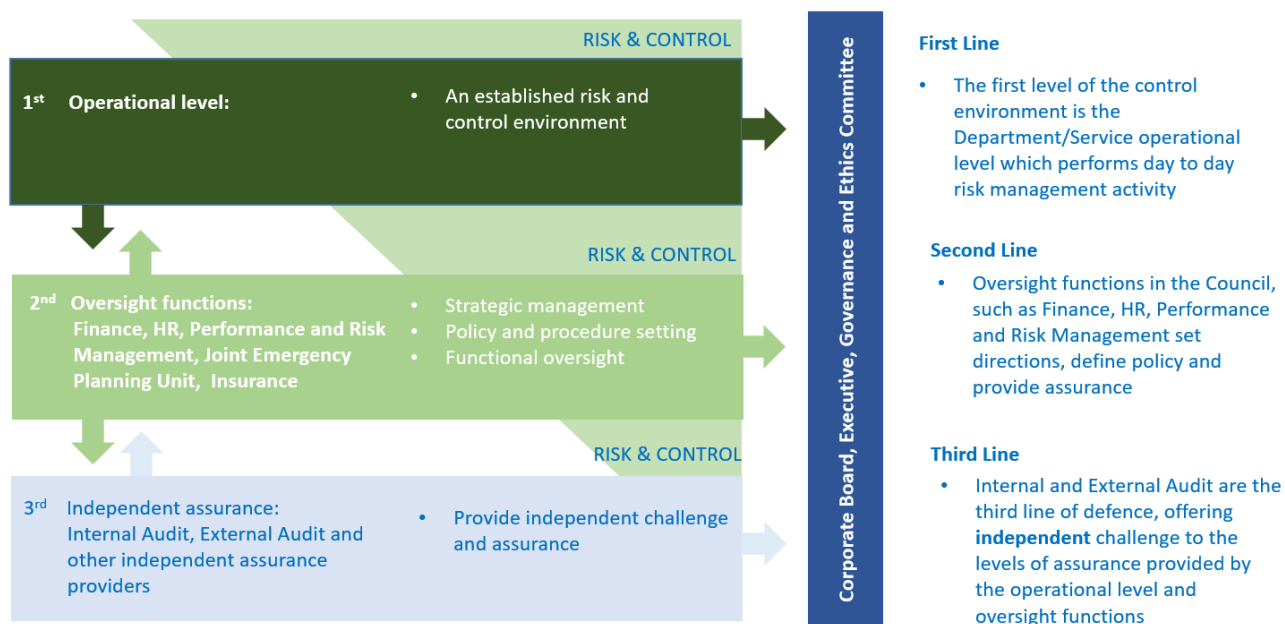 RISK & CONTROL
1st Operational level:
• An established risk and
control environment
RISK & CONTROL
2nd Oversight functions:
Finance, HR, Performance and Risk
Management, Joint Emergency
Planning Unit, Insurance
• Strategic management
• Policy and procedure setting
• Functional oversight
RISK & CONTROL
3rd Independent assurance:
Internal Audit, External Audit and
other independent assurance
providers
• Provide independent challenge
and assurance
Corporate Board, Executive, Governance and Ethics Committee
First Line
• The first level of the control
environment is the
Department/Service operational
level which performs day to day
risk management activity
Second Line
• Oversight functions in the Council,
such as Finance, HR, Performance
and Risk Management set
directions, define policy and
provide assurance
Third Line
• Internal and External Audit are the
third line of defence, offering
independent challenge to the
levels of assurance provided by
the operational level and
oversight functions